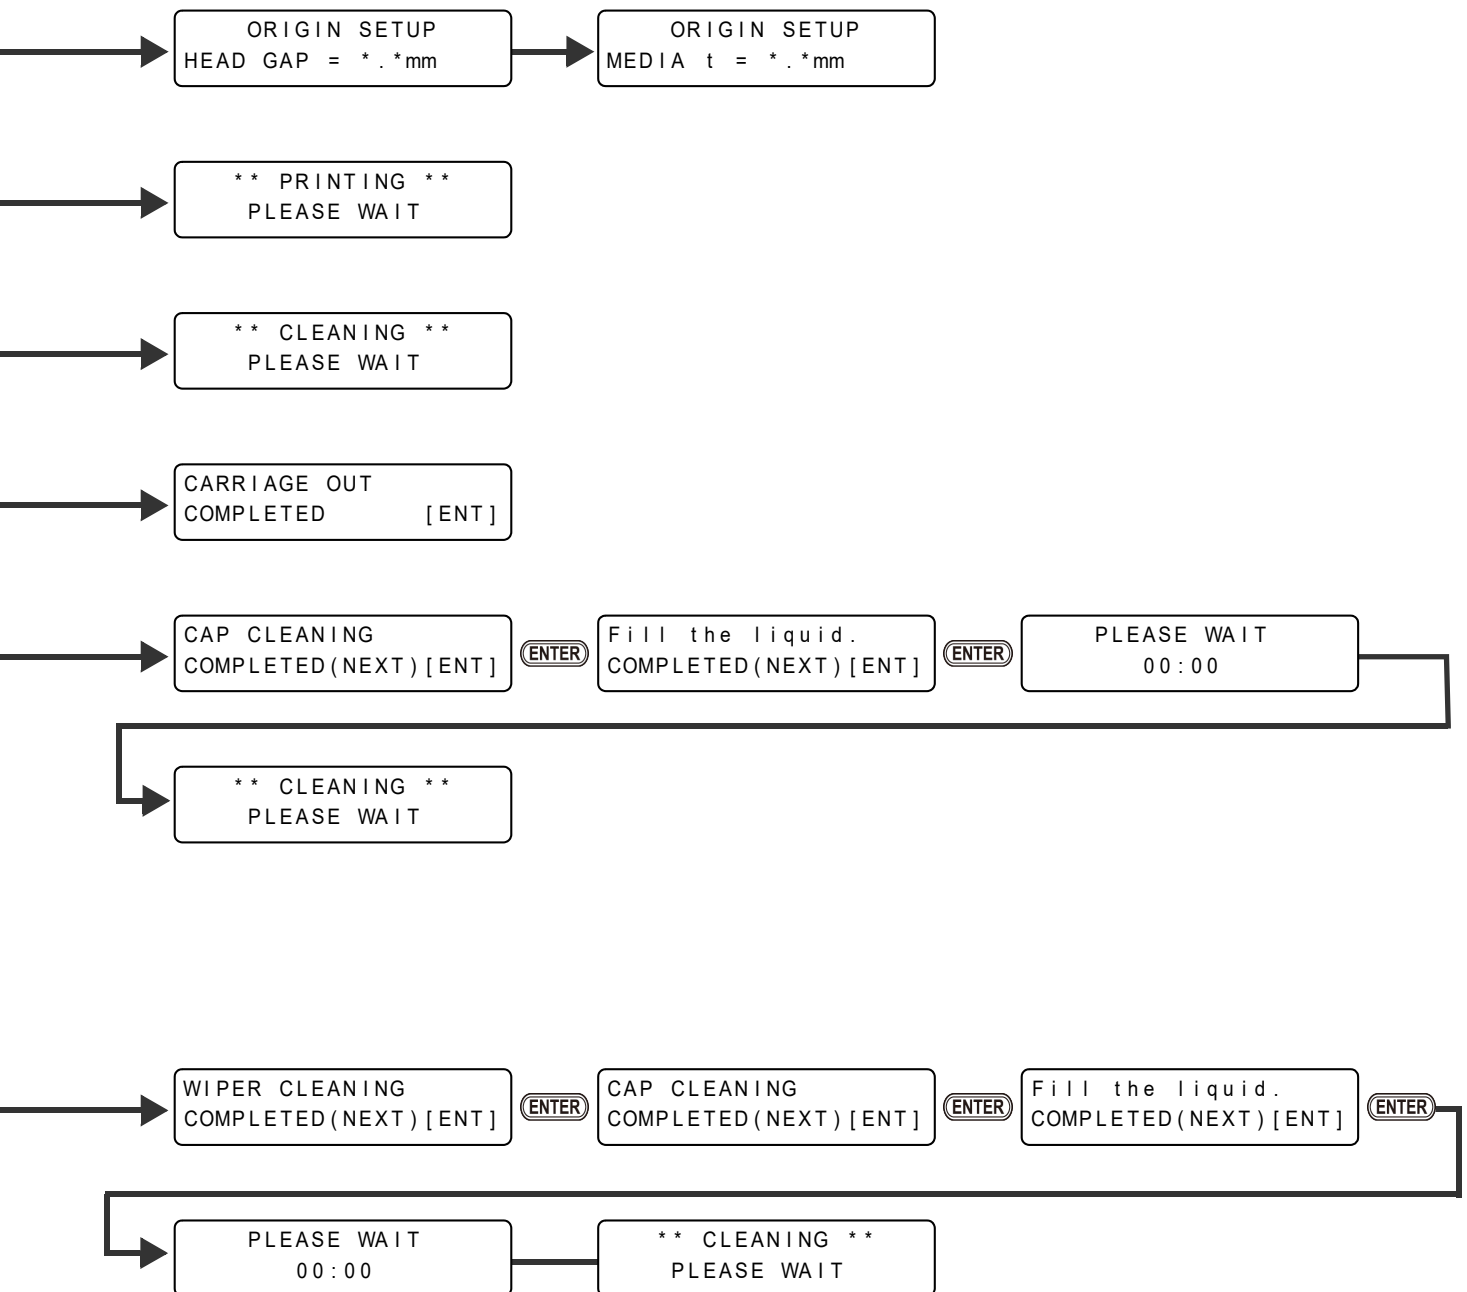 ORIGIN SETUP
HEAD GAP = *.*mm
ORIGIN SETUP
MEDIA t = *.*mm
** PRINTING **
PLEASE WAIT
** CLEANING **
PLEASE WAIT
CARRIAGE OUT
COMPLETED [ENT]
CAP CLEANING
COMPLETED(NEXT)[ENT]
ENTER
Fill the liquid.
COMPLETED(NEXT)[ENT]
ENTER
PLEASE WAIT
00:00
** CLEANING **
PLEASE WAIT
WIPER CLEANING
COMPLETED(NEXT)[ENT]
ENTER
CAP CLEANING
COMPLETED(NEXT)[ENT]
ENTER
Fill the liquid.
COMPLETED(NEXT)[ENT]
ENTER
PLEASE WAIT
00:00
** CLEANING **
PLEASE WAIT